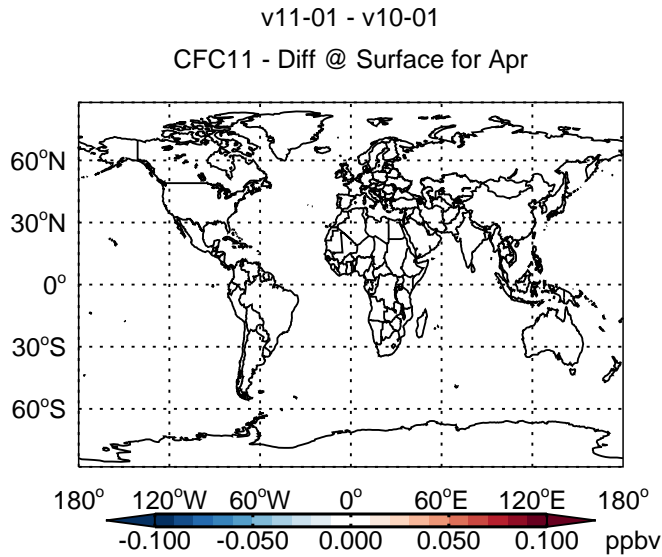 v11-01 - v10-01
CFC11 - Diff @ Surface for Apr
60°N
30°N
0°
30°S
60°S
180° 120°W 60°W 0° 60°E 120°E 180°
-0.100 -0.050 0.000 0.050 0.100 ppbv